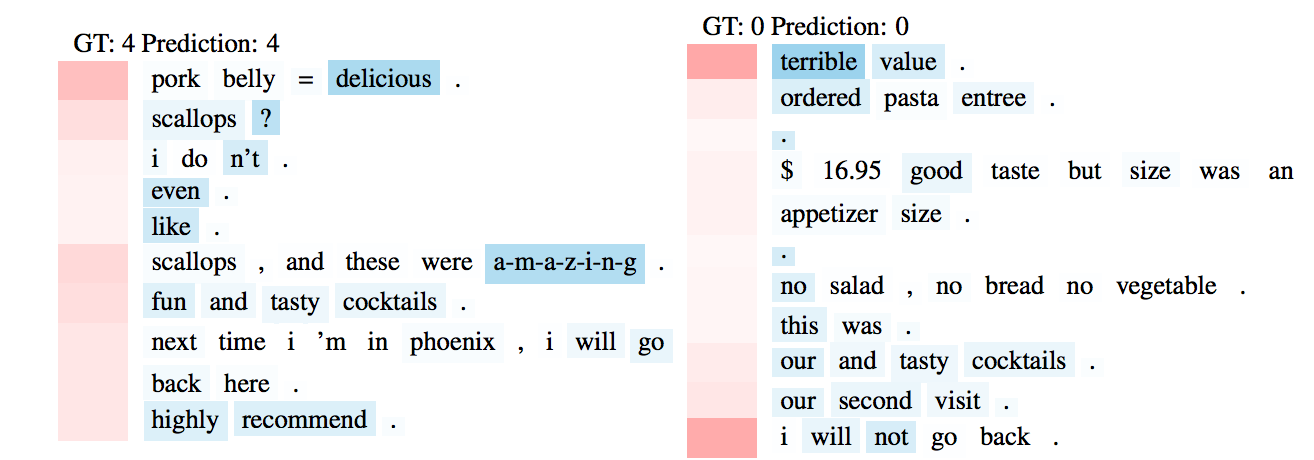 GT: 4 Prediction: 4
pork belly = delicious .
scallops ?
i do n't .
even .
like .
scallops , and these were a-m-a-z-i-n-g .
fun and tasty cocktails .
next time i 'm in phoenix , i will go
back here .
highly recommend .
GT: 0 Prediction: 0
terrible value .
ordered pasta entree .
.
$ 16.95 good taste but size was an
appetizer size .
.
no salad , no bread no vegetable .
this was .
our and tasty cocktails .
our second visit .
i will not go back .